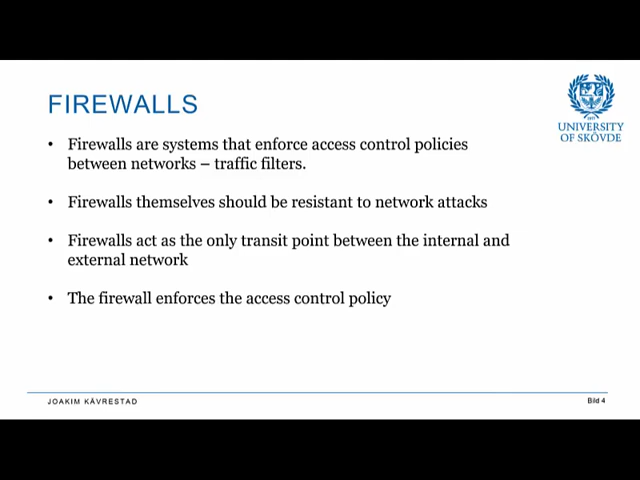 FIREWALLS
UNIVERSITY
OF SKÖVDE
• Firewalls are systems that enforce access control policies
between networks – traffic filters.
• Firewalls themselves should be resistant to network attacks
• Firewalls act as the only transit point between the internal and
external network
• The firewall enforces the access control policy
JOAKIM KÄVRESTAD
Bild 4